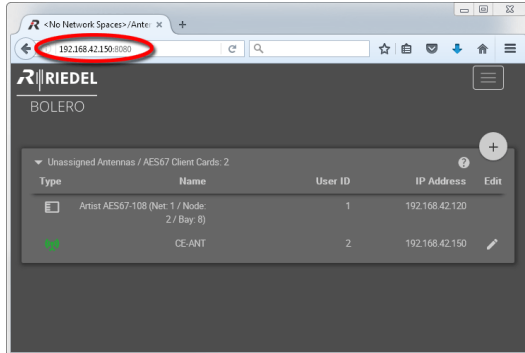 <No Network Spaces>/Anter
192.168.42.150:8080
RIEDEL
BOLERO
Unassigned Antennas / AES67 Client Cards: 2
Type Name User ID IP Address Edit
Artist AES67-108 (Net: 1 / Node: 1 192.168.42.120
2 / Bay: 8)
CE-ANT 2 192.168.42.150